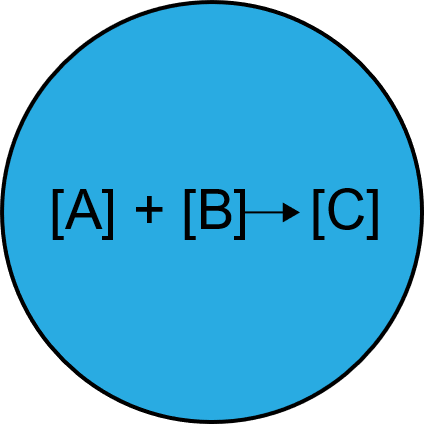 [A] + [B]→ [C]